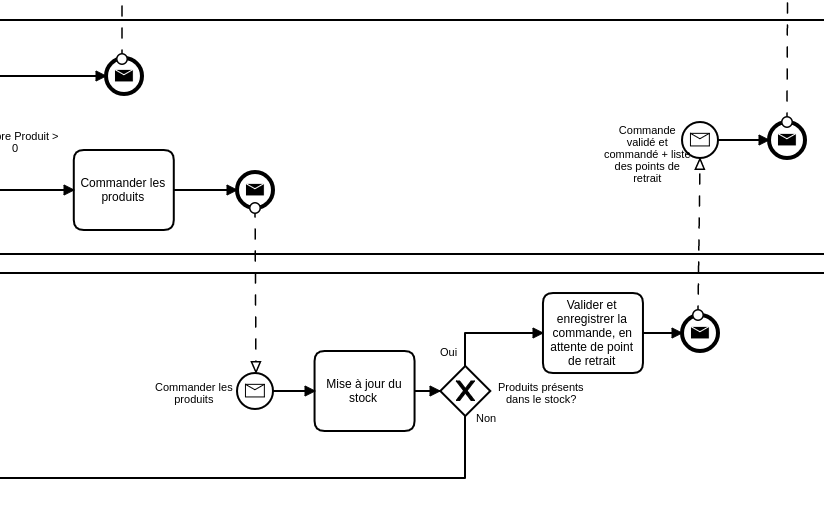 Produit >
0
Commander les
produits
Commande
validé et
commandé + liste
des points de
retrait
Valider et
enregistrer la
commande, en
attente de point
de retrait
Oui
Commander les
produits
Mise à jour du
stock
Produits présents
dans le stock?
Non